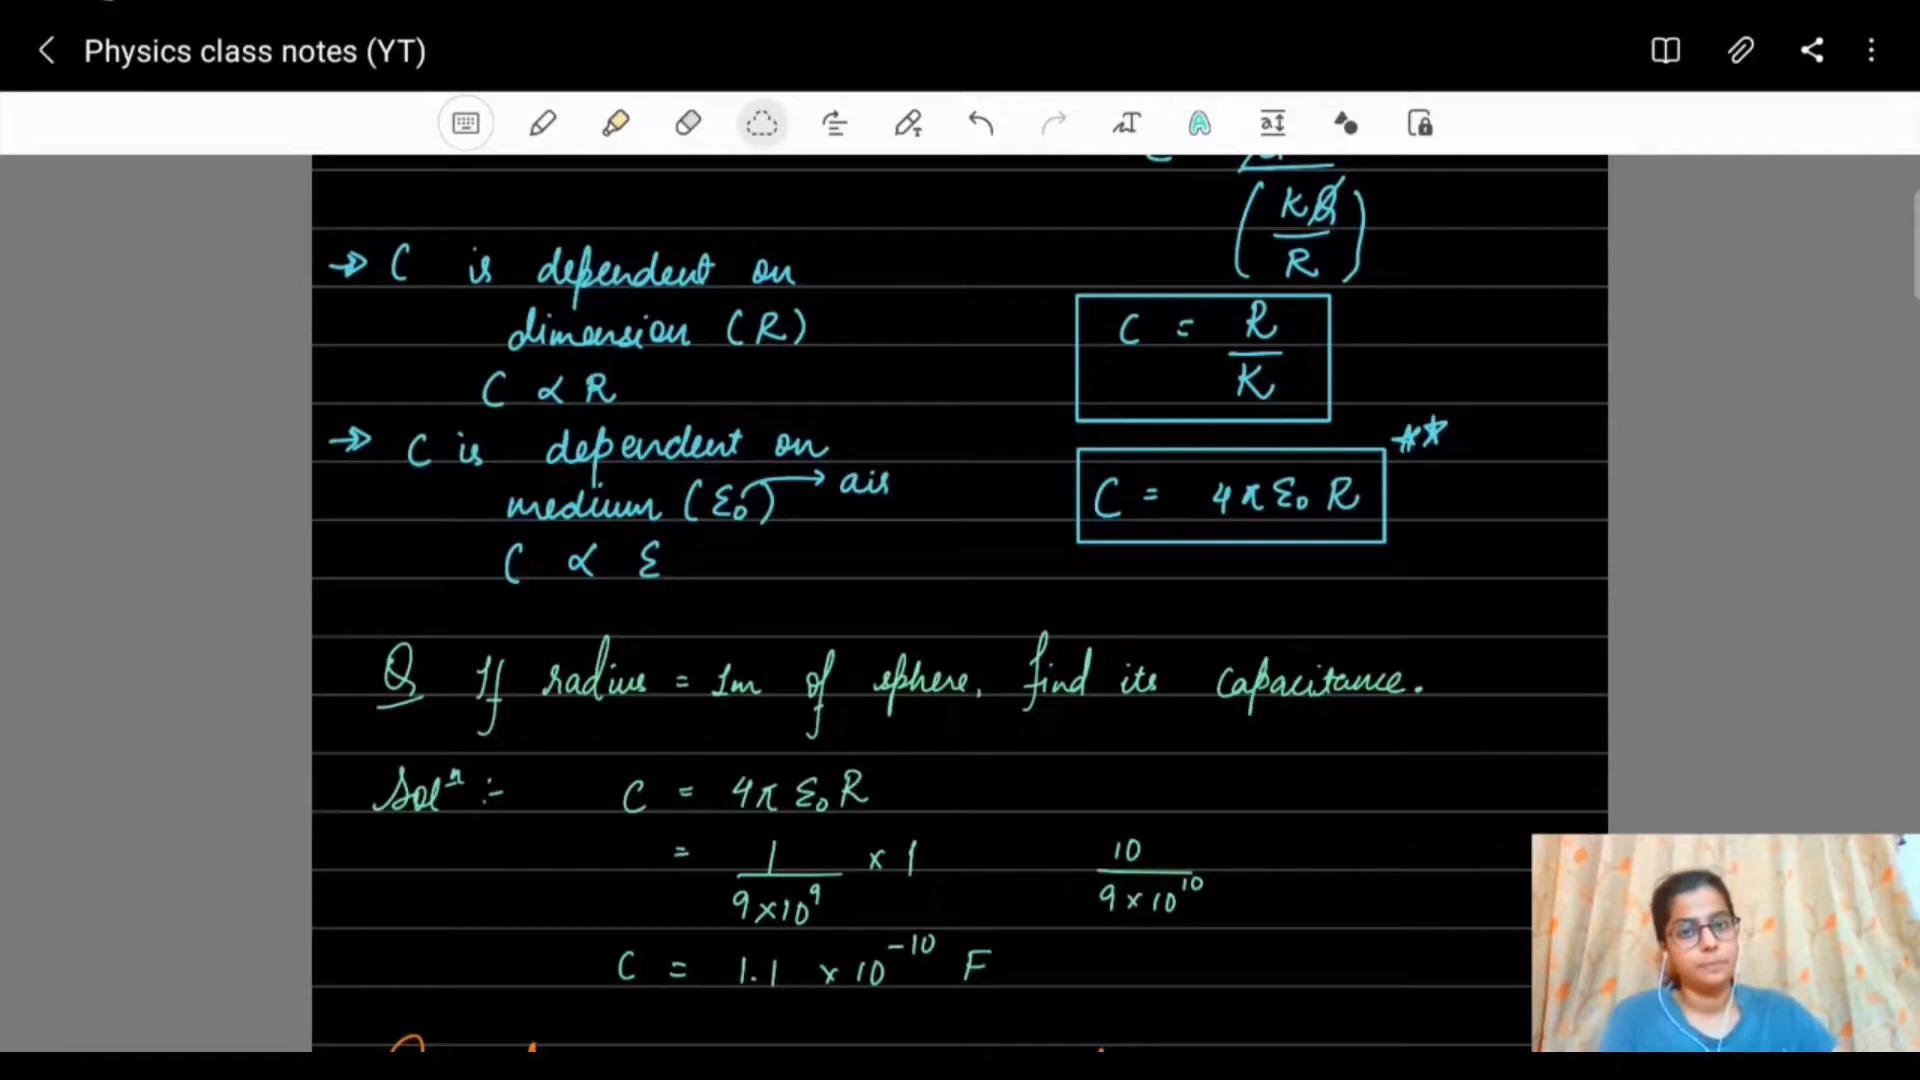 Physics class notes (YT)
C is dependent on
dimension (R)
C ∝ R
C is dependent on
medium (ε₀) → air
C ∝ ε
(KQ/R)
C = R/K
C = 4πε₀R **
Q If radius = 1m of sphere, find its capacitance.
Solⁿ :- C = 4πε₀R
= 1/9×10⁹ × 1
10/9×10¹⁰
C = 1.1 × 10⁻¹⁰ F